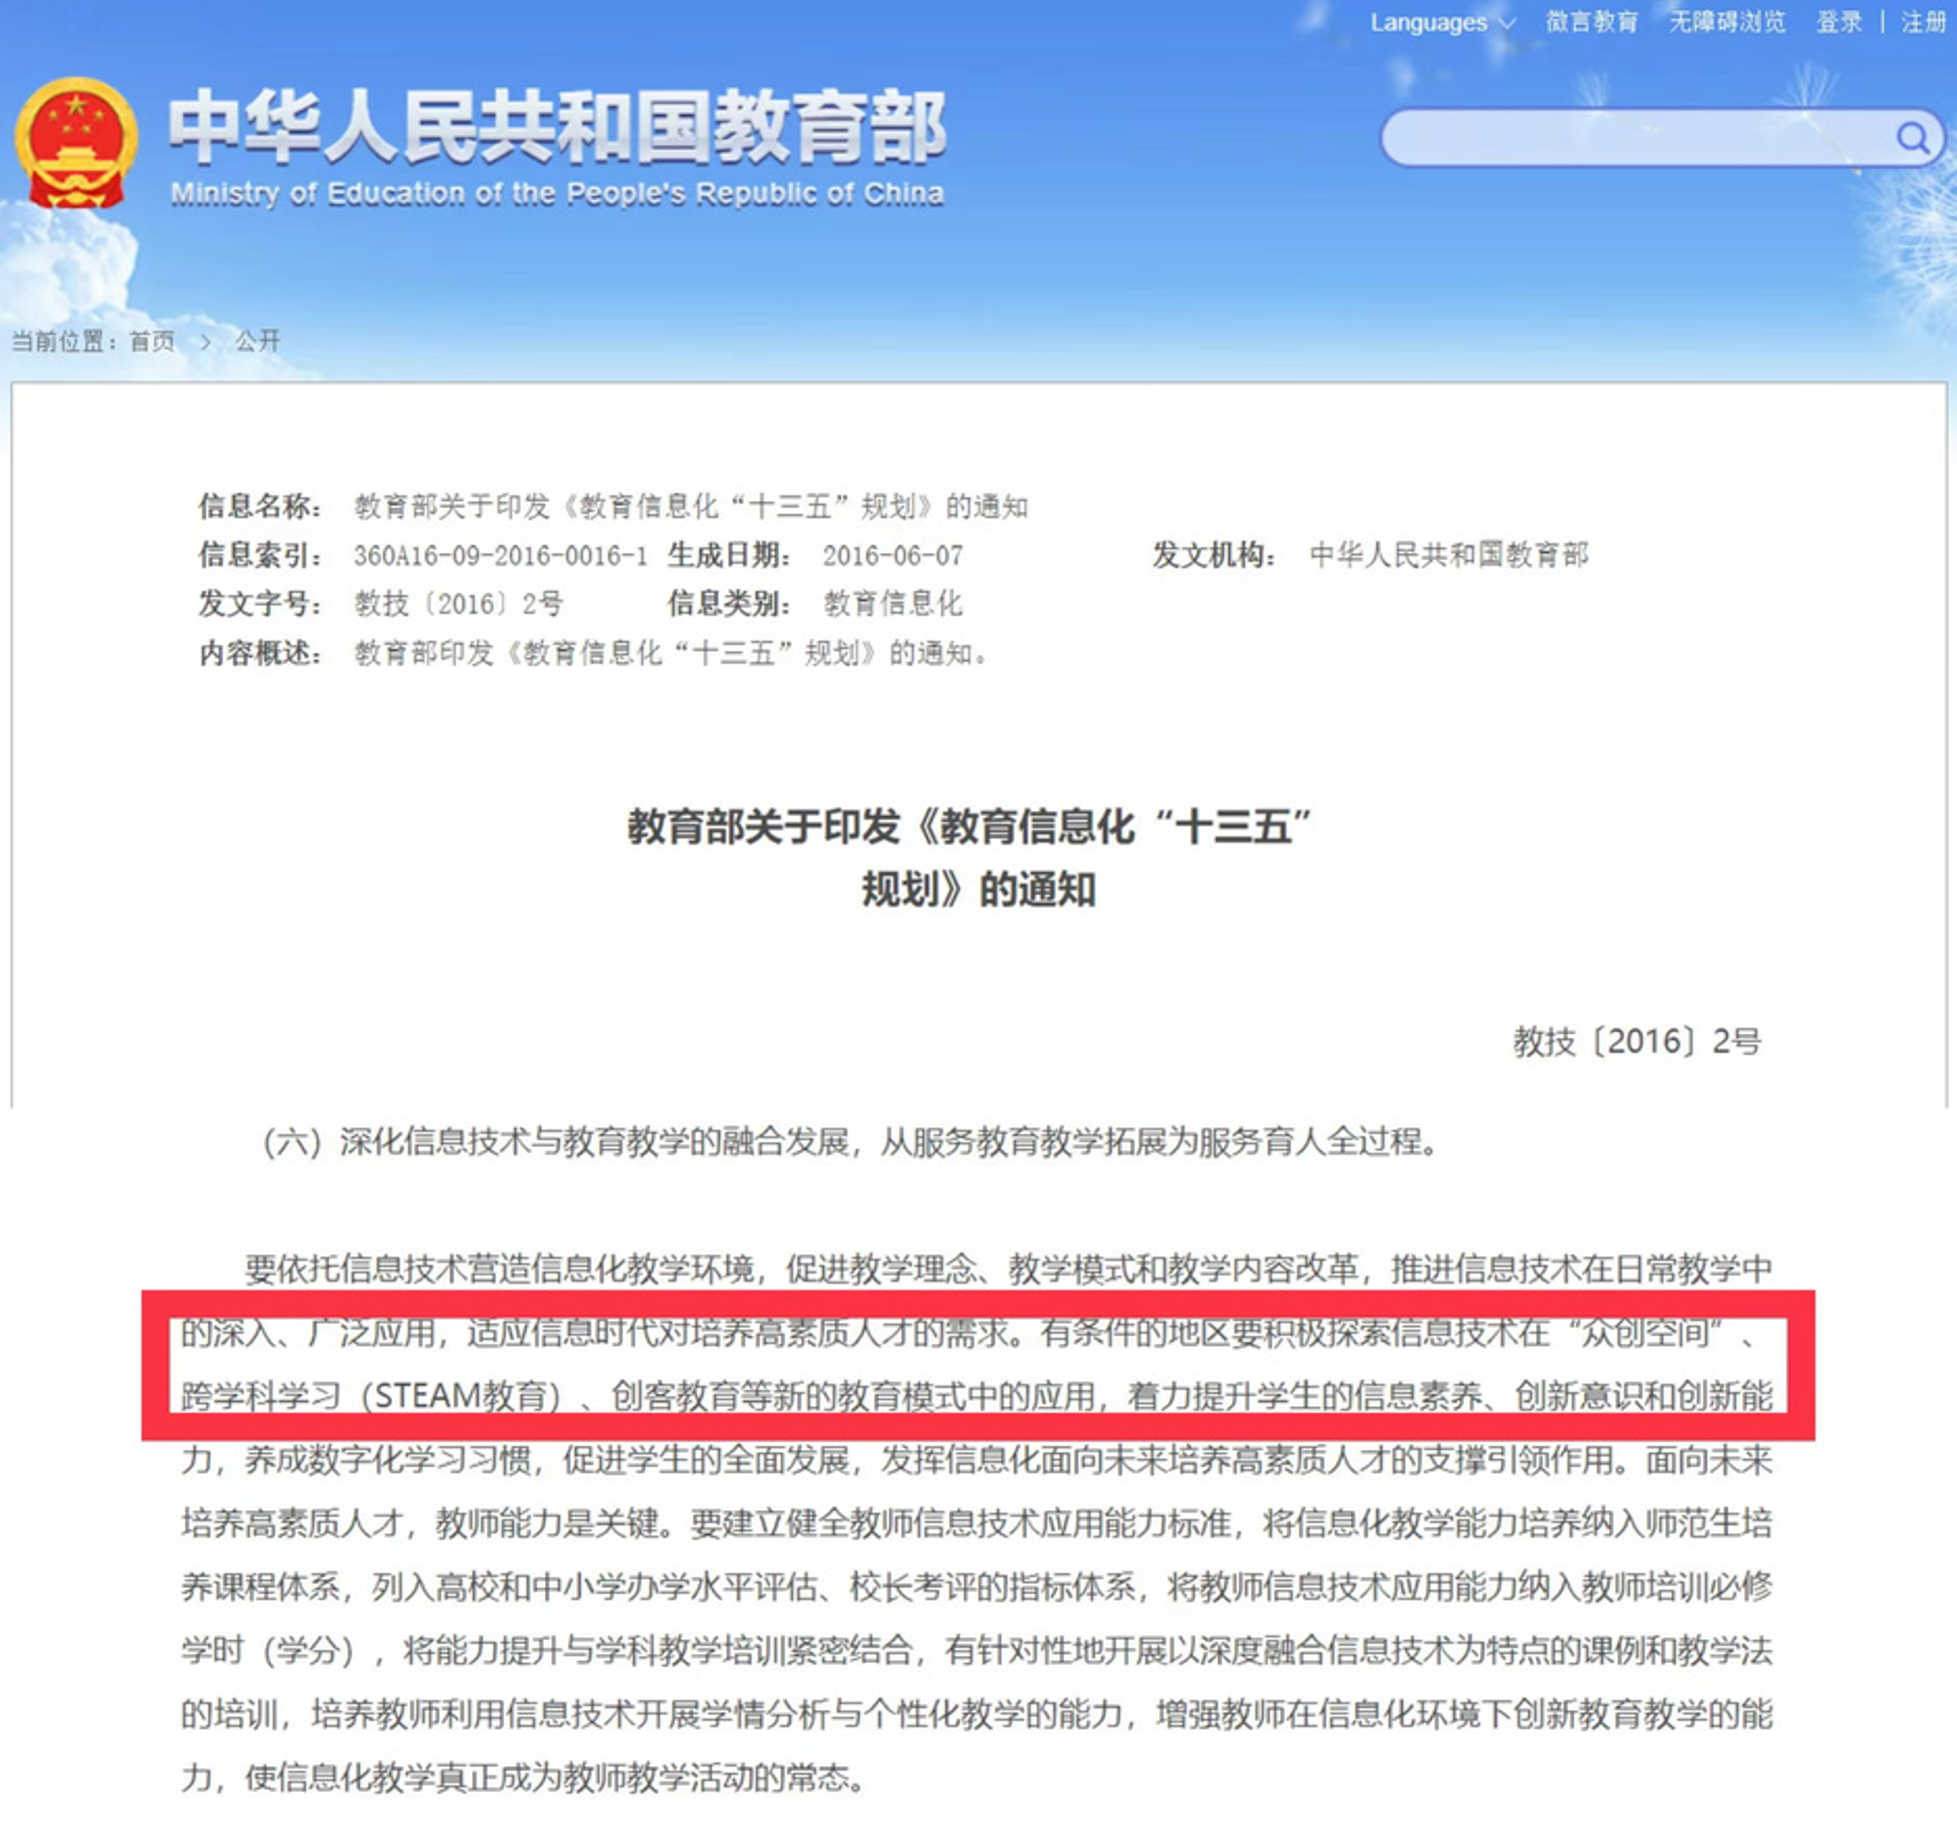 Languages 微言教育 无障碍浏览 登录 | 注册
中华人民共和国教育部
Ministry of Education of the People's Republic of China
当前位置：首页 > 公开
信息名称： 教育部关于印发《教育信息化“十三五”规划》的通知
信息索引： 360A16-09-2016-0016-1 生成日期： 2016-06-07 发文机构： 中华人民共和国教育部
发文字号： 教技〔2016〕2号 信息类别： 教育信息化
内容概述： 教育部印发《教育信息化“十三五”规划》的通知。
教育部关于印发《教育信息化“十三五”
规划》的通知
教技〔2016〕2号
（六）深化信息技术与教育教学的融合发展，从服务教育教学拓展为服务育人全过程。
要依托信息技术营造信息化教学环境，促进教学理念、教学模式和教学内容改革，推进信息技术在日常教学中
的深入、广泛应用，适应信息时代对培养高素质人才的需求。有条件的地区要积极探索信息技术在“众创空间”、
跨学科学习（STEAM教育）、创客教育等新的教育模式中的应用，着力提升学生的信息素养、创新意识和创新能
力，养成数字化学习习惯，促进学生的全面发展，发挥信息化面向未来培养高素质人才的支撑引领作用。面向未来
培养高素质人才，教师能力是关键。要建立健全教师信息技术应用能力标准，将信息化教学能力培养纳入师范生培
养课程体系，列入高校和中小学办学水平评估、校长考评的指标体系，将教师信息技术应用能力纳入教师培训必修
学时（学分），将能力提升与学科教学培训紧密结合，有针对性地开展以深度融合信息技术为特点的课例和教学法
的培训，培养教师利用信息技术开展学情分析与个性化教学的能力，增强教师在信息化环境下创新教育教学的能
力，使信息化教学真正成为教师教学活动的常态。